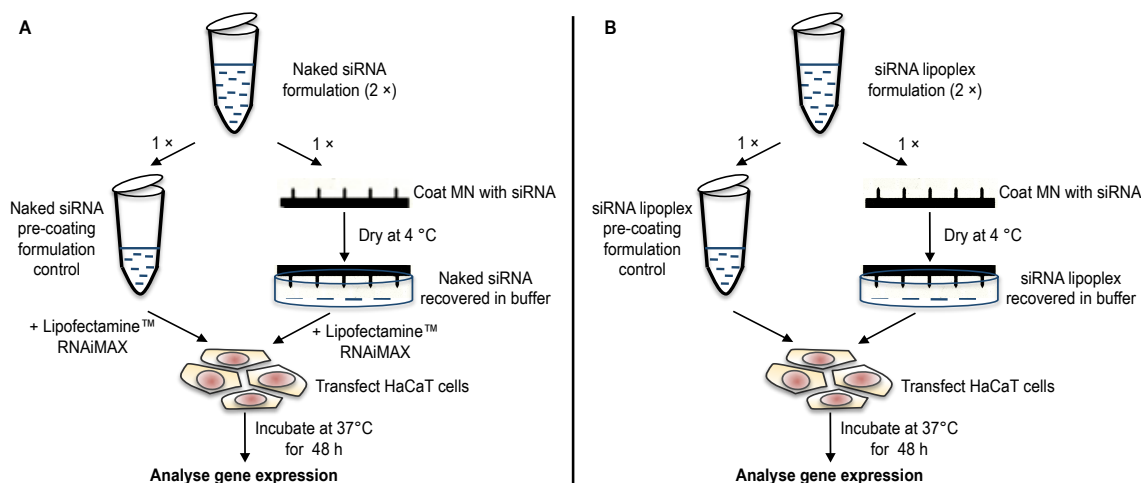 A
Naked siRNA
formulation (2 ×)
1 ×
1 ×
Naked siRNA
pre-coating
formulation
control
Coat MN with siRNA
Dry at 4 °C
Naked siRNA
recovered in buffer
+ Lipofectamine™
RNAiMAX
+ Lipofectamine™
RNAiMAX
Transfect HaCaT cells
Incubate at 37°C
for 48 h
Analyse gene expression
B
siRNA lipoplex
formulation (2 ×)
1 ×
1 ×
siRNA lipoplex
pre-coating
formulation
control
Coat MN with siRNA
Dry at 4 °C
siRNA lipoplex
recovered in buffer
Transfect HaCaT cells
Incubate at 37°C
for 48 h
Analyse gene expression